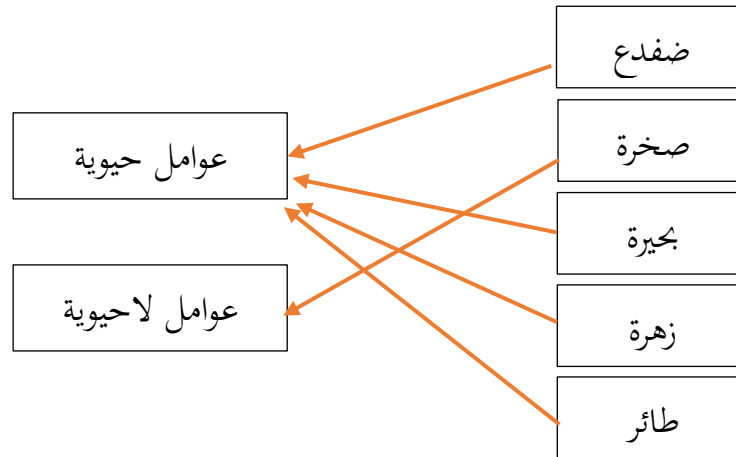 ضفدع
صخرة
عوامل حيوية
بحيرة
عوامل لاحيوية
زهرة
طائر